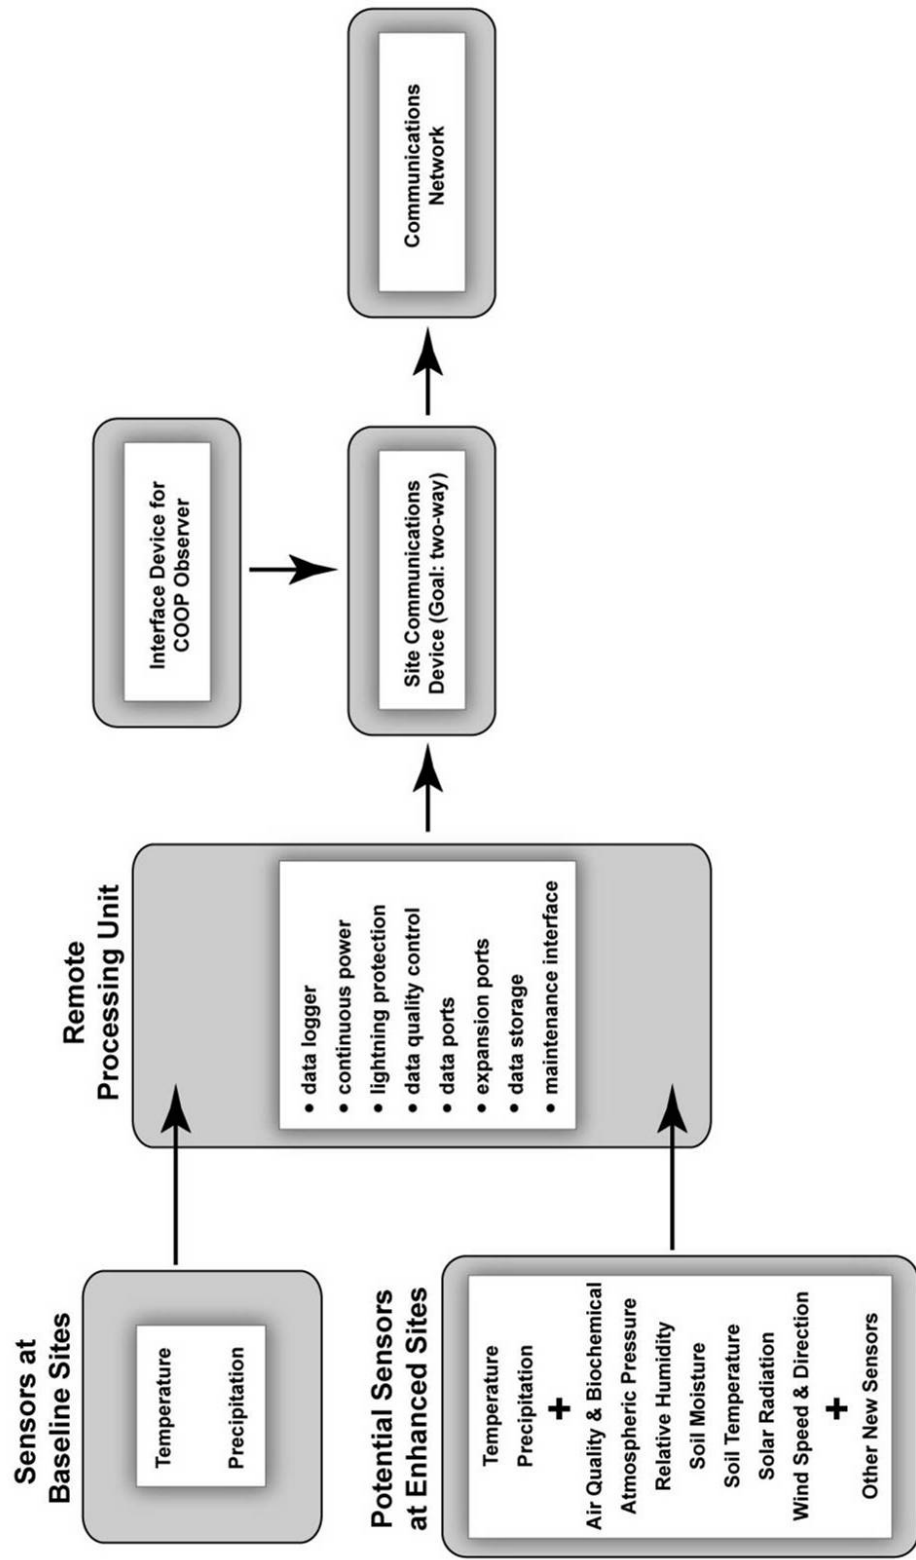 Sensors at
Baseline Sites
Temperature
Precipitation
Potential Sensors
at Enhanced Sites
Temperature
Precipitation
+
Air Quality & Biochemical
Atmospheric Pressure
Relative Humidity
Soil Moisture
Soil Temperature
Solar Radiation
Wind Speed & Direction
+
Other New Sensors
Remote
Processing Unit
• data logger
• continuous power
• lightning protection
• data quality control
• data ports
• expansion ports
• data storage
• maintenance interface
Interface Device for
COOP Observer
Site Communications
Device (Goal: two-way)
Communications
Network